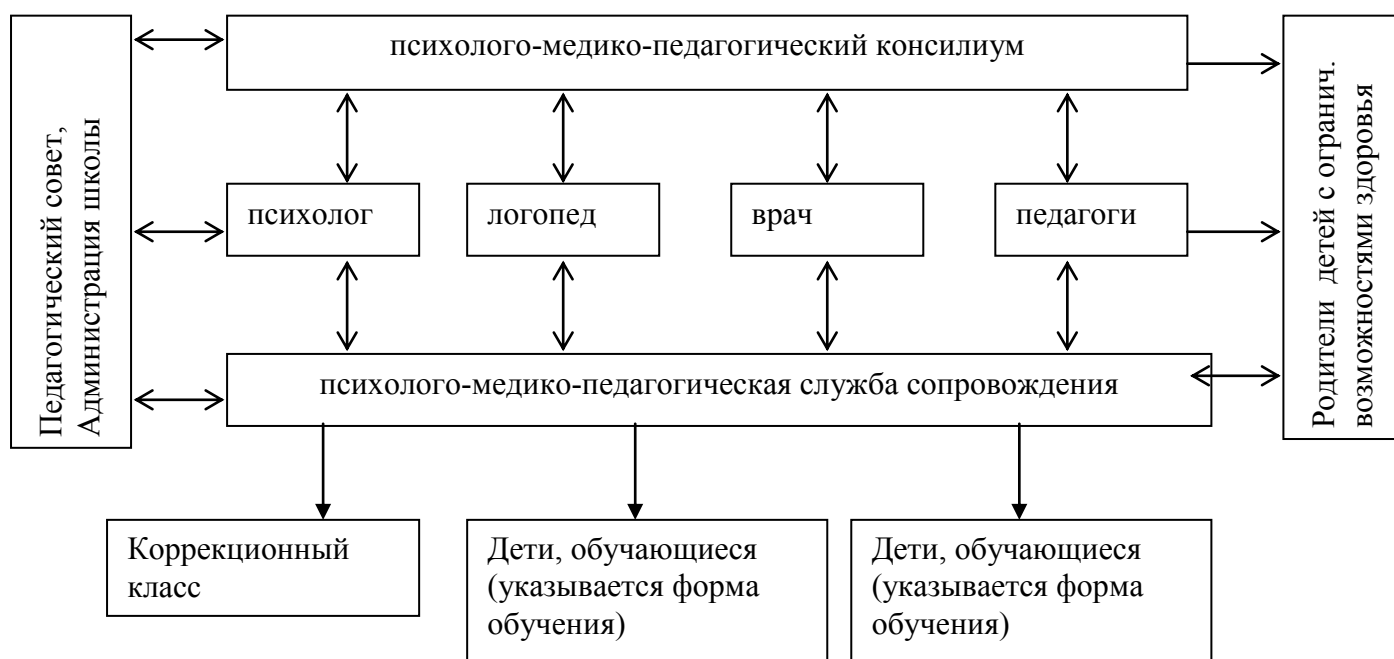 психолого-медико-педагогический консилиум
Педагогический совет,
Администрация школы
Родители детей с огранич.
возможностями здоровья
психолог
логопед
врач
педагоги
психолого-медико-педагогическая служба сопровождения
Коррекционный
класс
Дети, обучающиеся
(указывается форма
обучения)
Дети, обучающиеся
(указывается форма
обучения)